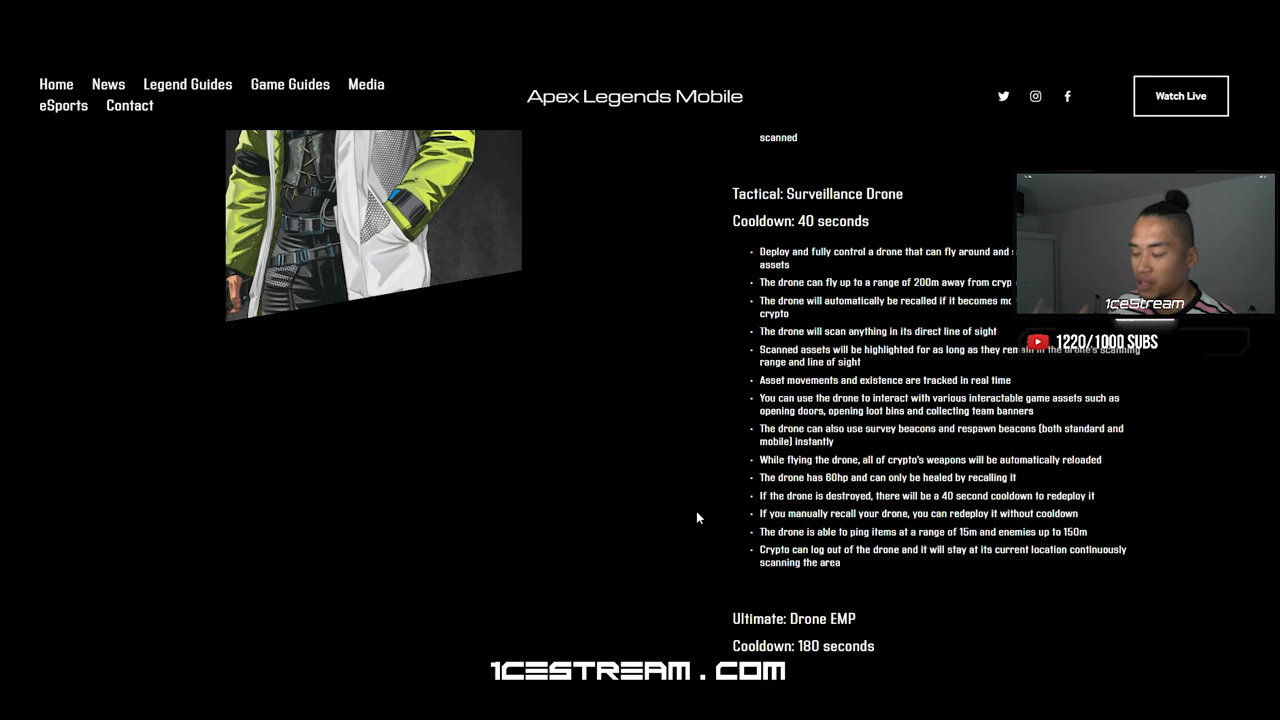 Home News Legend Guides Game Guides Media
eSports Contact
Apex Legends Mobile
Watch Live
scanned
Tactical: Surveillance Drone
Cooldown: 40 seconds
• Deploy and fully control a drone that can fly around and
assets
• The drone can fly up to a range of 200m away from cryp
• The drone will automatically be recalled if it becomes mo
crypto
• The drone will scan anything in its direct line of sight
• Scanned assets will be highlighted for as long as they remain in the drone's scanning
range and line of sight
• Asset movements and existence are tracked in real time
• You can use the drone to interact with various interactable game assets such as
opening doors, opening loot bins and collecting team banners
• The drone can also use survey beacons and respawn beacons (both standard and
mobile) instantly
• While flying the drone, all of crypto's weapons will be automatically reloaded
• The drone has 60hp and can only be healed by recalling it
• If the drone is destroyed, there will be a 40 second cooldown to redeploy it
• If you manually recall your drone, you can redeploy it without cooldown
• The drone is able to ping items at a range of 15m and enemies up to 150m
• Crypto can log out of the drone and it will stay at its current location continuously
scanning the area
Ultimate: Drone EMP
Cooldown: 180 seconds
1ceStream
1220/1000 SUBS
1CESTREAM . COM